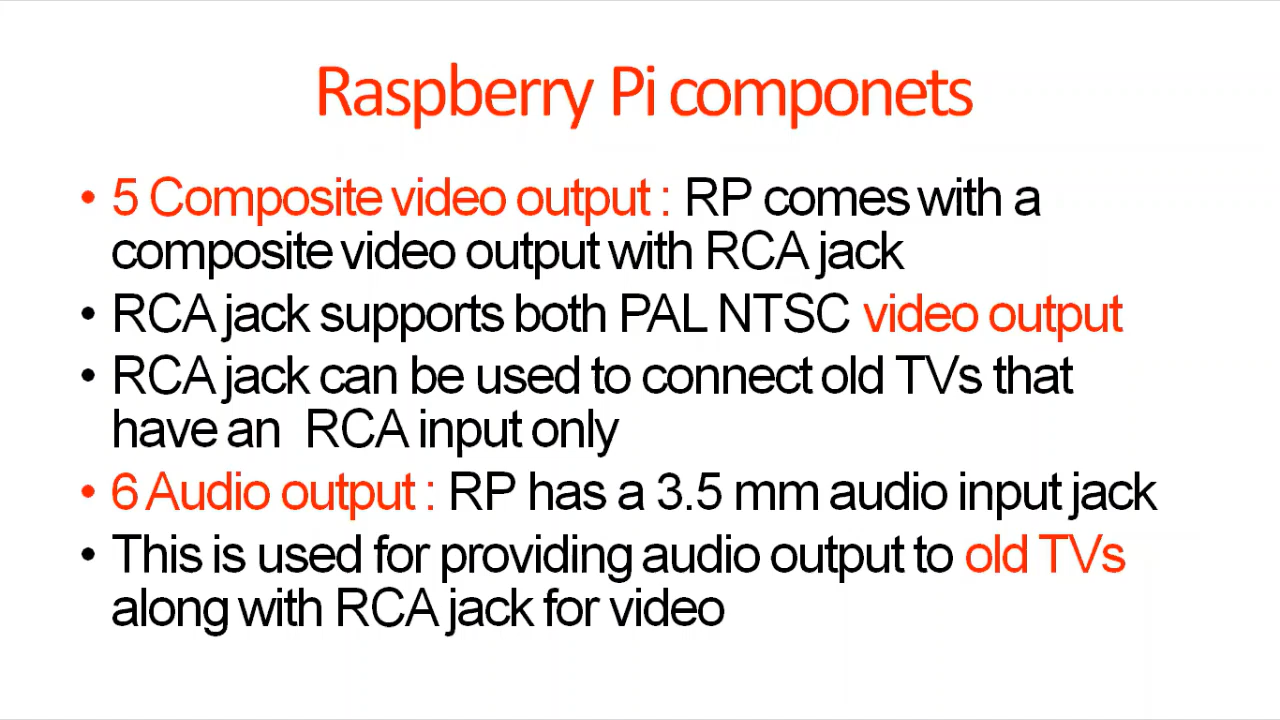 Raspberry Pi componets
• 5 Composite video output : RP comes with a
composite video output with RCA jack
• RCA jack supports both PAL NTSC video output
• RCA jack can be used to connect old TVs that
have an RCA input only
• 6 Audio output : RP has a 3.5 mm audio input jack
• This is used for providing audio output to old TVs
along with RCA jack for video